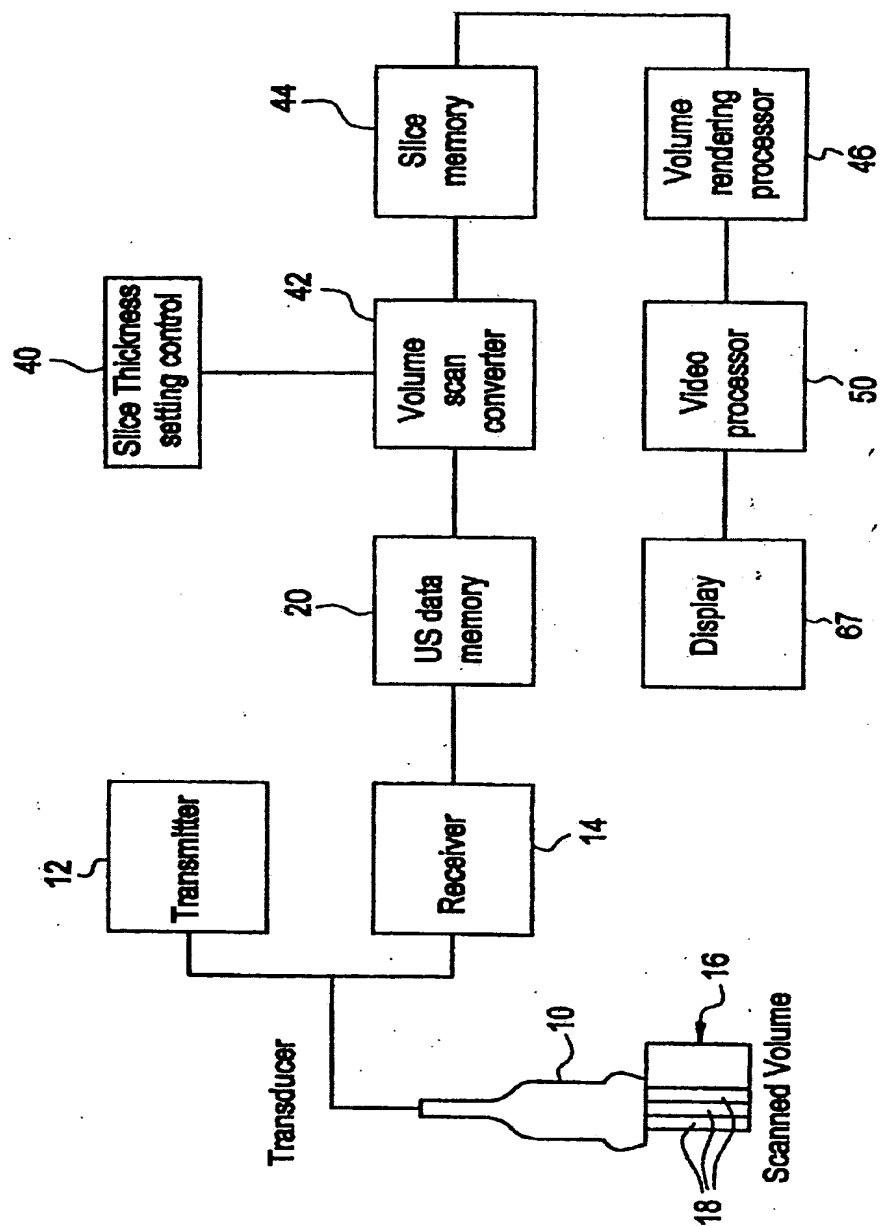 40
Slice Thickness
setting control
12
Transmitter
20
US data
memory
42
Volume
scan
converter
44
Slice
memory
Transducer
Receiver
14
10
16
18
Scanned Volume
Display
67
Video
processor
50
Volume
rendering
processor
46